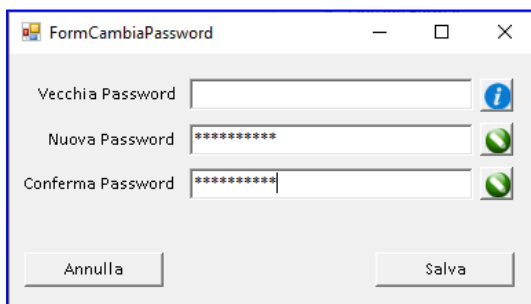 FormCambiaPassword
Vecchia Password
Nuova Password **********
Conferma Password **********
Annulla Salva